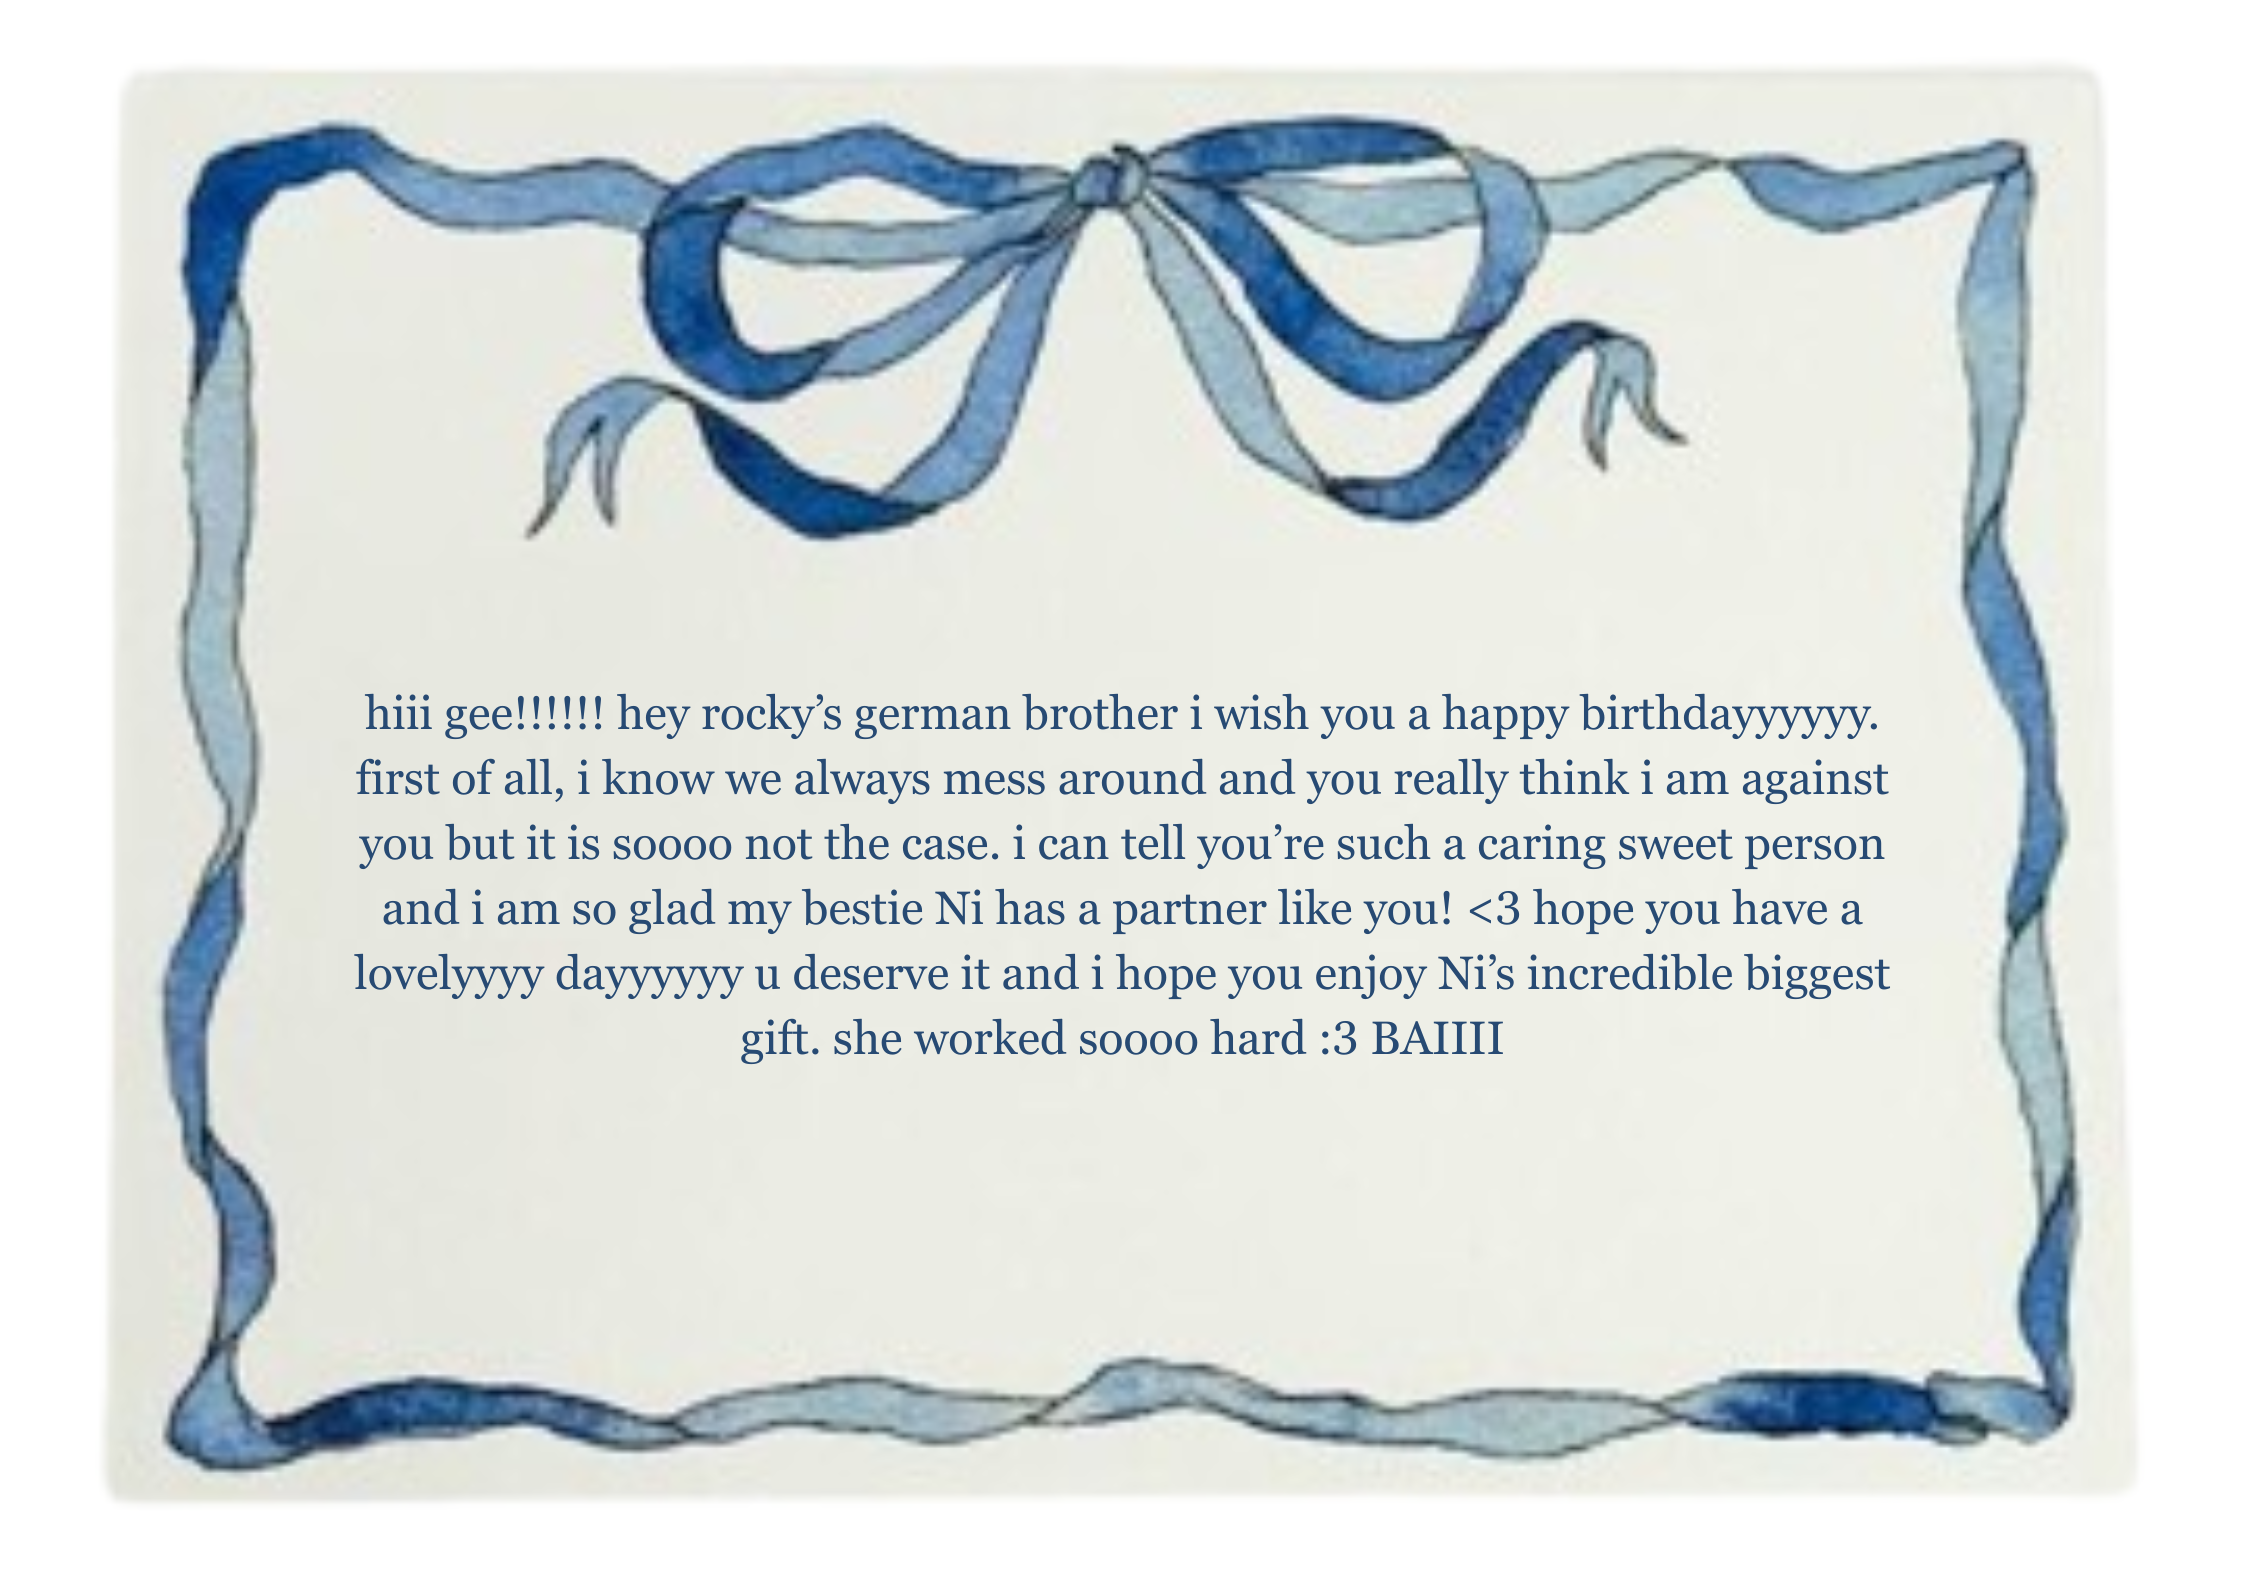 hiii gee!!!!!! hey rocky’s german brother i wish you a happy birthdayyyyyy.
first of all, i know we always mess around and you really think i am against
you but it is soooo not the case. i can tell you’re such a caring sweet person
and i am so glad my bestie Ni has a partner like you! <3 hope you have a
lovelyyyy dayyyyyy u deserve it and i hope you enjoy Ni’s incredible biggest
gift. she worked soooo hard :3 BAIIII